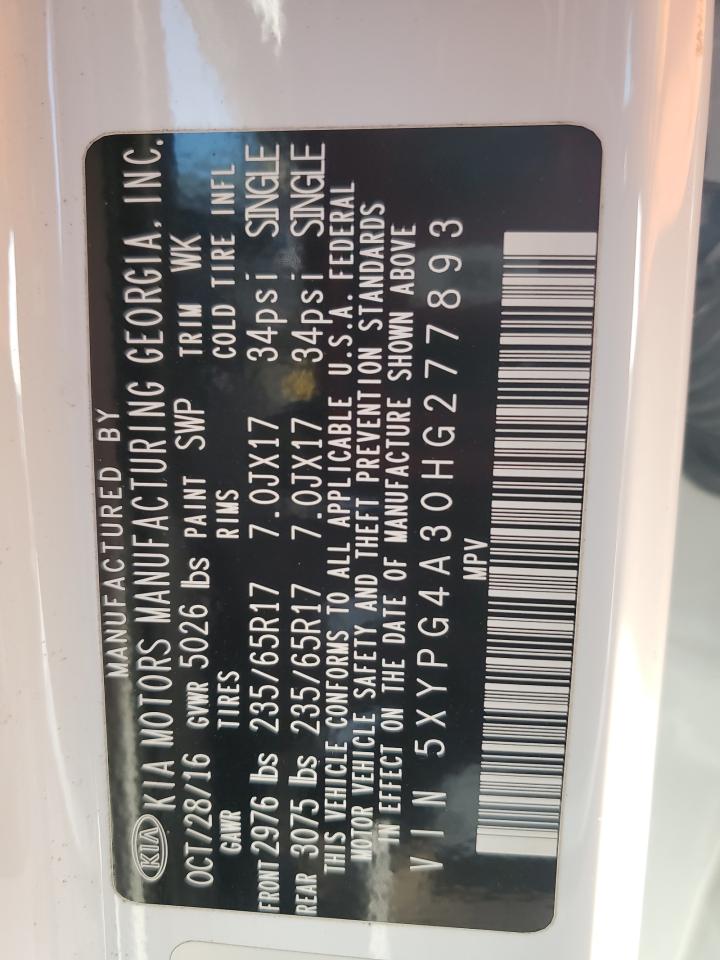 MANUFACTURED BY
KIA KIA MOTORS MANUFACTURING GEORGIA, INC.
OCT/28/16 GVWR 5026 lbs PAINT SWP TRIM WK
GAWR TIRES RIMS COLD TIRE INFL
FRONT 2976 lbs 235/65R17 7.0JX17 34psi SINGLE
REAR 3075 lbs 235/65R17 7.0JX17 34psi SINGLE
THIS VEHICLE CONFORMS TO ALL APPLICABLE U.S.A. FEDERAL
MOTOR VEHICLE SAFETY AND THEFT PREVENTION STANDARDS
IN EFFECT ON THE DATE OF MANUFACTURE SHOWN ABOVE
VIN 5XYPG4A30HG277893
MPV